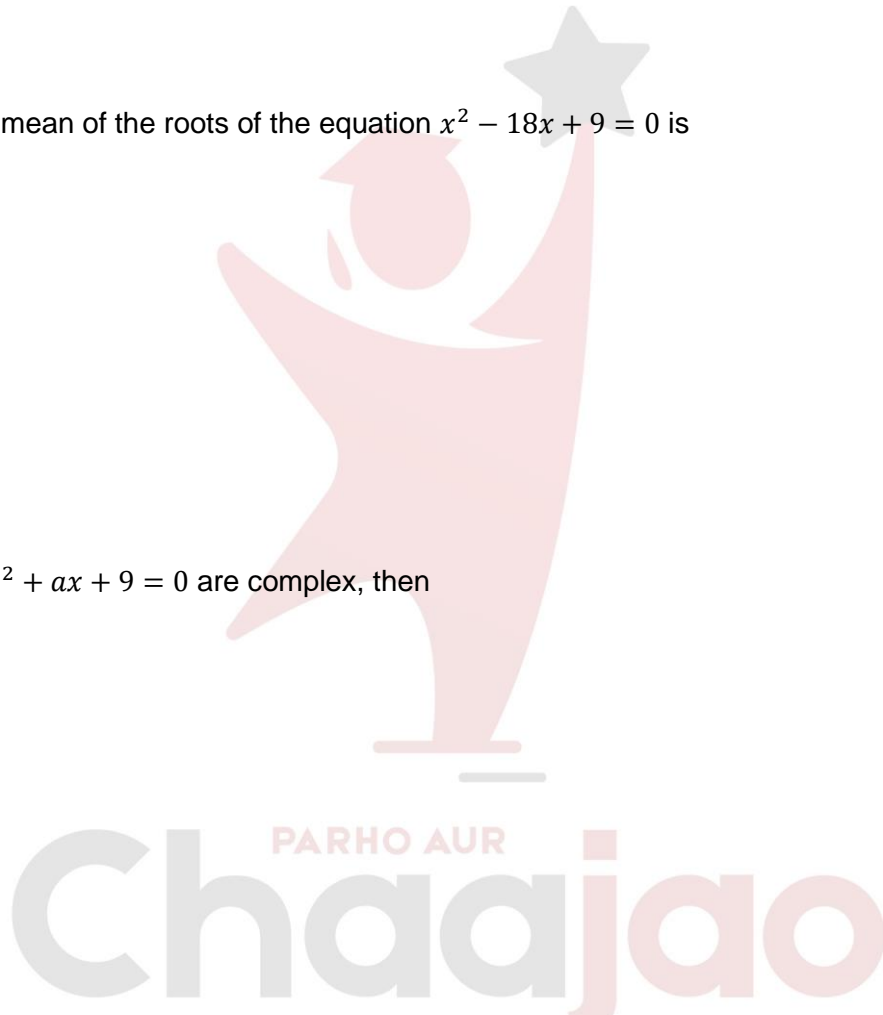 mean of the roots of the equation 𝑥² − 18𝑥 + 9 = 0 is
² + 𝑎𝑥 + 9 = 0 are complex, then
PARHO AUR
Chaajao